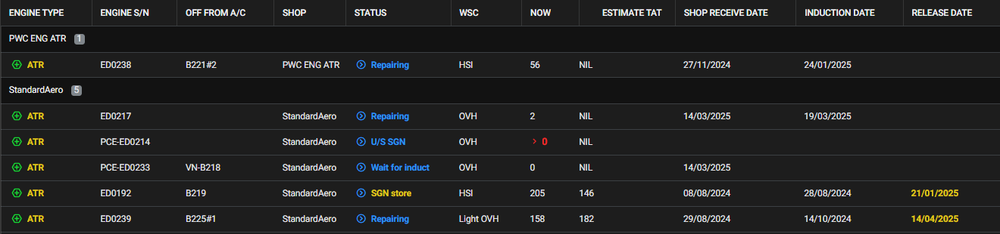 ENGINE TYPE ENGINE S/N OFF FROM A/C SHOP STATUS WSC NOW ESTIMATE TAT SHOP RECEIVE DATE INDUCTION DATE RELEASE DATE
PWC ENG ATR 1
ATR ED0238 B221#2 PWC ENG ATR Repairing HSI 56 NIL 27/11/2024 24/01/2025
StandardAero 5
ATR ED0217 StandardAero Repairing OVH 2 NIL 14/03/2025 19/03/2025
ATR PCE-ED0214 StandardAero U/S SGN OVH > 0 NIL
ATR PCE-ED0233 VN-B218 StandardAero Wait for induct OVH 0 NIL 14/03/2025
ATR ED0192 B219 StandardAero SGN store HSI 205 146 08/08/2024 28/08/2024 21/01/2025
ATR ED0239 B225#1 StandardAero Repairing Light OVH 158 182 29/08/2024 14/10/2024 14/04/2025